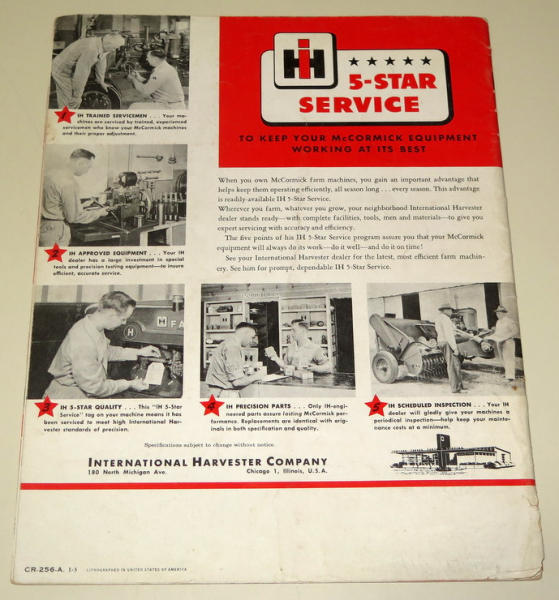 IH
★★★★★
5-STAR
SERVICE
TO KEEP YOUR McCORMICK EQUIPMENT
WORKING AT ITS BEST
1 IH TRAINED SERVICEMEN . . . Your ma-
chines are serviced by trained, experienced
servicemen who know your McCormick machines
and their proper adjustment.
2 IH APPROVED EQUIPMENT . . . Your IH
dealer has a large investment in special
tools and precision testing equipment—to insure
efficient, accurate service.
When you own McCormick farm machines, you gain an important advantage that
helps keep them operating efficiently, all season long . . . every season. This advantage
is readily-available IH 5-Star Service.
Wherever you farm, whatever you grow, your neighborhood International Harvester
dealer stands ready—with complete facilities, tools, men and materials—to give you
expert servicing with accuracy and efficiency.
The five points of his IH 5-Star Service program assure you that your McCormick
equipment will always do its work—do it well—and do it on time!
See your International Harvester dealer for the latest, most efficient farm machin-
ery. See him for prompt, dependable IH 5-Star Service.
FA
3 IH 5-STAR QUALITY . . . This "IH 5-Star
Service" tag on your machine means it has
been serviced to meet high International Har-
vester standards of precision.
4 IH PRECISION PARTS . . . Only IH-engi-
neered parts assure lasting McCormick per-
formance. Replacements are identical with orig-
inals in both specification and quality.
5 IH SCHEDULED INSPECTION . . . Your IH
dealer will gladly give your machines a
periodical inspection—help keep your mainte-
nance costs at a minimum.
Specifications subject to change without notice.
INTERNATIONAL HARVESTER COMPANY
180 North Michigan Ave. Chicago 1, Illinois, U.S.A.
CR-256-A. 1-3 LITHOGRAPHED IN UNITED STATES OF AMERICA